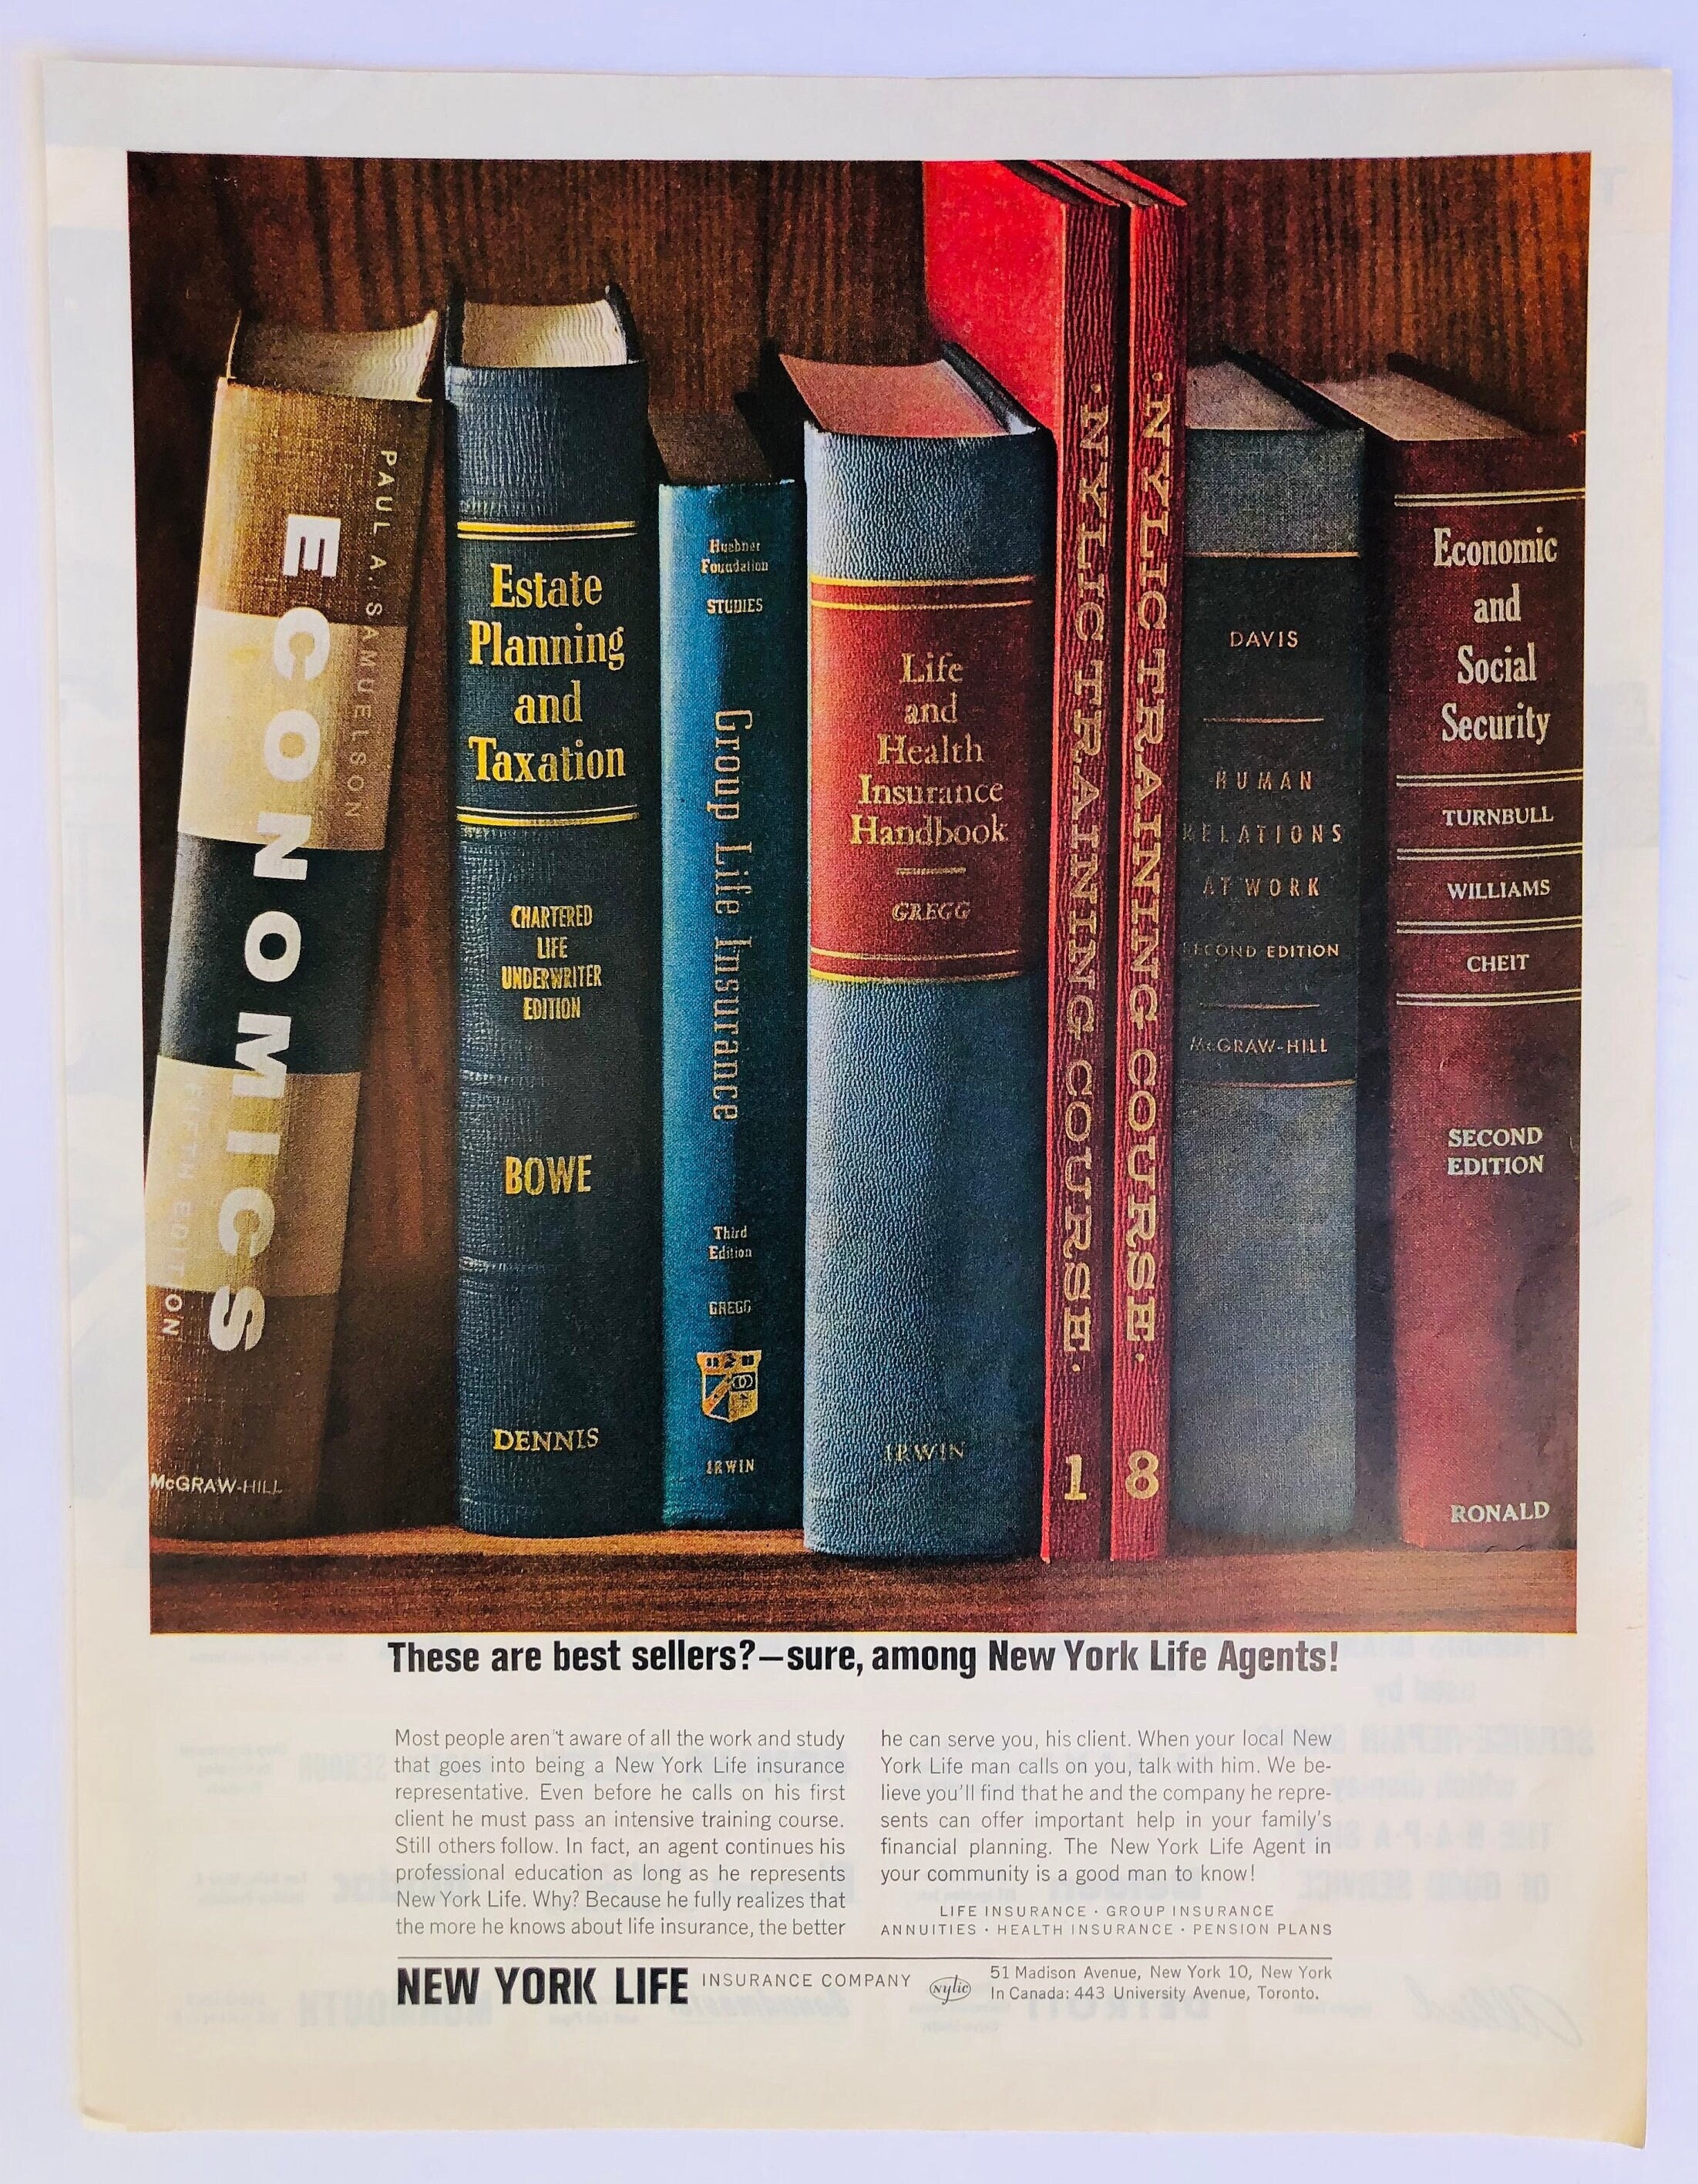 PAUL A. SAMUELSON
ECONOMICS
FIFTH EDITION
McGRAW-HILL
Estate
Planning
and
Taxation
CHARTERED
LIFE
UNDERWRITER
EDITION
BOWE
DENNIS
Huebner
Foundation
STUDIES
Group Life Insurance
Third
Edition
GREGG
IRWIN
Life
and
Health
Insurance
Handbook
GREGG
IRWIN
·NYLIC TRAINING COURSE·
1
·NYLIC TRAINING COURSE·
8
DAVIS
HUMAN
RELATIONS
AT WORK
SECOND EDITION
McGRAW-HILL
Economic
and
Social
Security
TURNBULL
WILLIAMS
CHEIT
SECOND
EDITION
RONALD
These are best sellers?—sure, among New York Life Agents!
Most people aren't aware of all the work and study
that goes into being a New York Life insurance
representative. Even before he calls on his first
client he must pass an intensive training course.
Still others follow. In fact, an agent continues his
professional education as long as he represents
New York Life. Why? Because he fully realizes that
the more he knows about life insurance, the better
he can serve you, his client. When your local New
York Life man calls on you, talk with him. We be-
lieve you'll find that he and the company he repre-
sents can offer important help in your family's
financial planning. The New York Life Agent in
your community is a good man to know!
LIFE INSURANCE · GROUP INSURANCE
ANNUITIES · HEALTH INSURANCE · PENSION PLANS
NEW YORK LIFE INSURANCE COMPANY
nylic
51 Madison Avenue, New York 10, New York
In Canada: 443 University Avenue, Toronto.